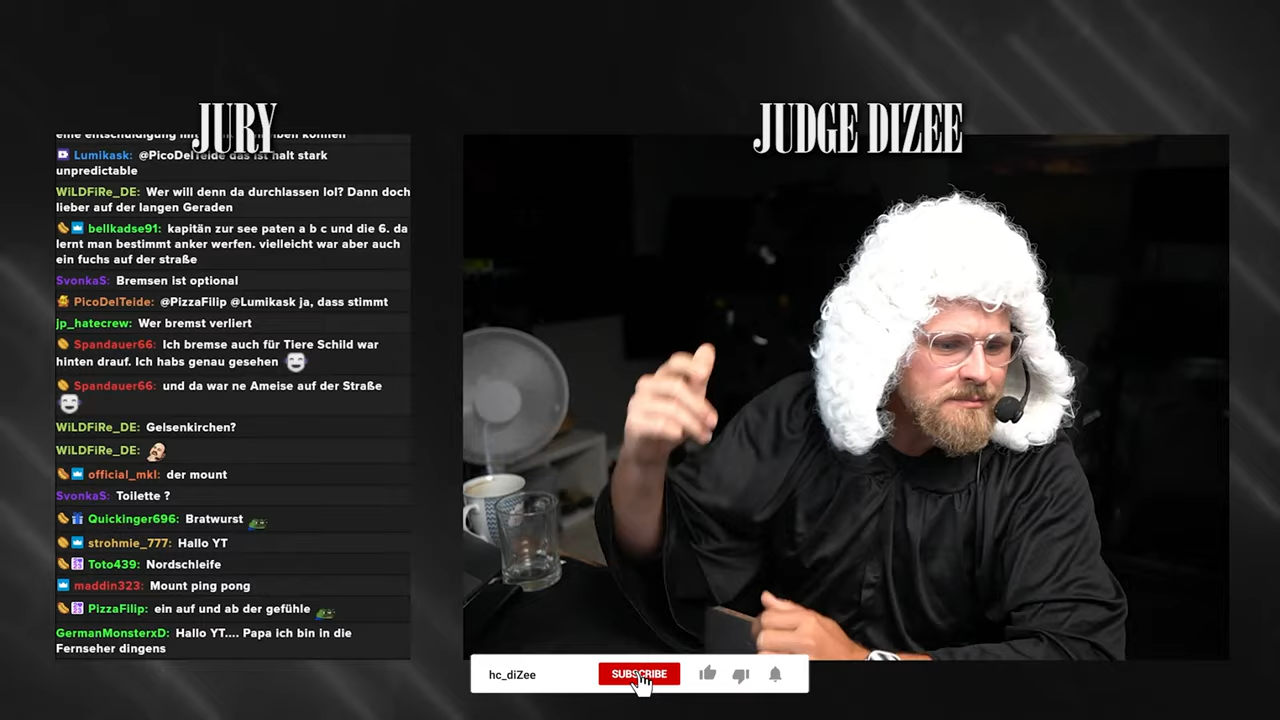 JURY
JUDGE DIZEE
eine entschuldigung
Lumikask: @PicoDelTeide das ist halt stark
unpredictable
WiLDFiRe_DE: Wer will denn da durchlassen lol? Dann doch
lieber auf der langen Geraden
bellkadse91: kapitän zur see paten a b c und die 6. da
lernt man bestimmt anker werfen. vielleicht war aber auch
ein fuchs auf der straße
SvonkaS: Bremsen ist optional
PicoDelTeide: @PizzaFilip @Lumikask ja, dass stimmt
jp_hatecrew: Wer bremst verliert
Spandauer66: Ich bremse auch für Tiere Schild war
hinten drauf. Ich habs genau gesehen
Spandauer66: und da war ne Ameise auf der Straße
WiLDFiRe_DE: Gelsenkirchen?
WiLDFiRe_DE:
official_mkl: der mount
SvonkaS: Toilette ?
Quickinger696: Bratwurst
strohmie_777: Hallo YT
Toto439: Nordschleife
maddin323: Mount ping pong
PizzaFilip: ein auf und ab der gefühle
GermanMonsterxD: Hallo YT.... Papa ich bin in die
Fernseher dingens
hc_diZee
SUBSCRIBE